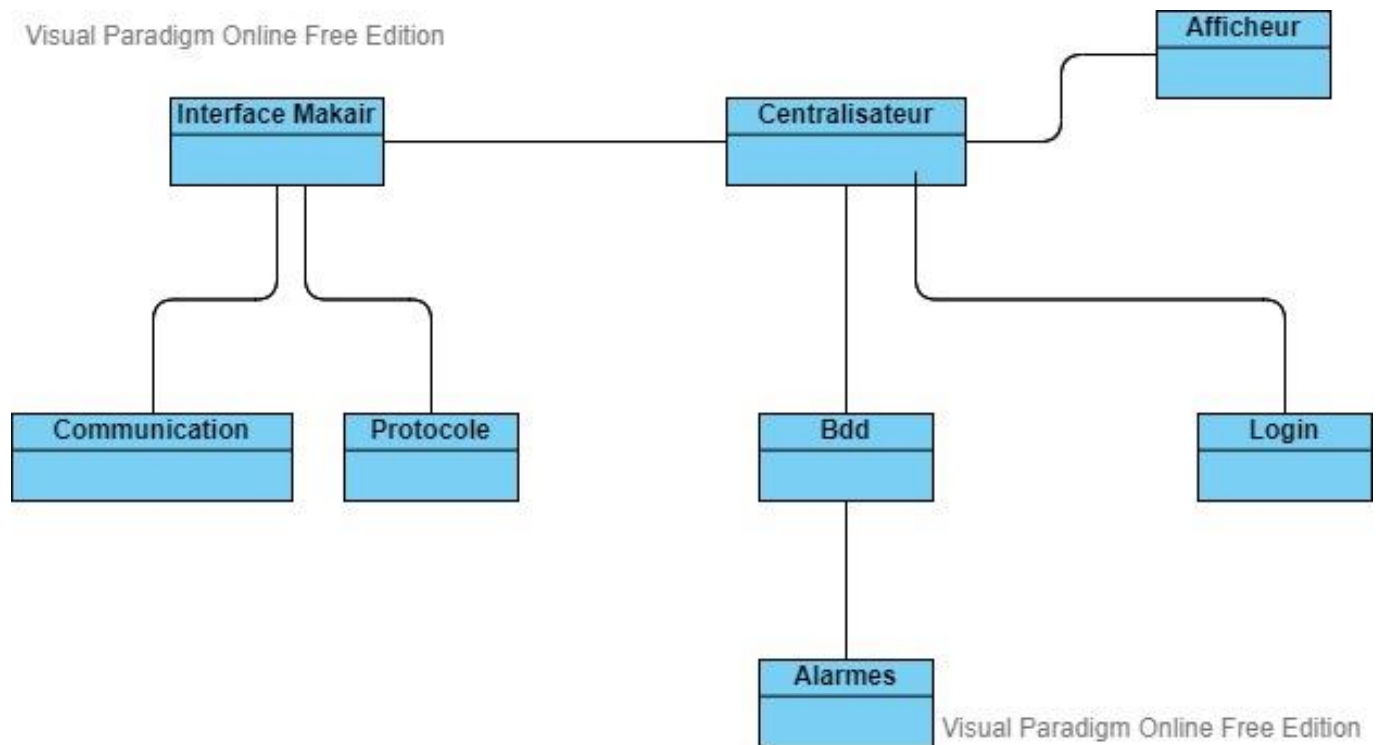 Visual Paradigm Online Free Edition
Afficheur
Interface Makair
Centralisateur
Communication
Protocole
Bdd
Login
Alarmes
Visual Paradigm Online Free Edition